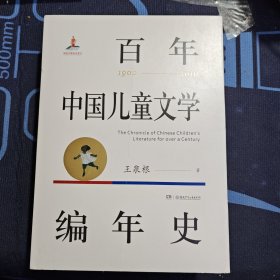 百年
中国儿童文学
The Chronicle of Chinese Children's
Literature for over a Century
王泉根 著
编年史
500mm